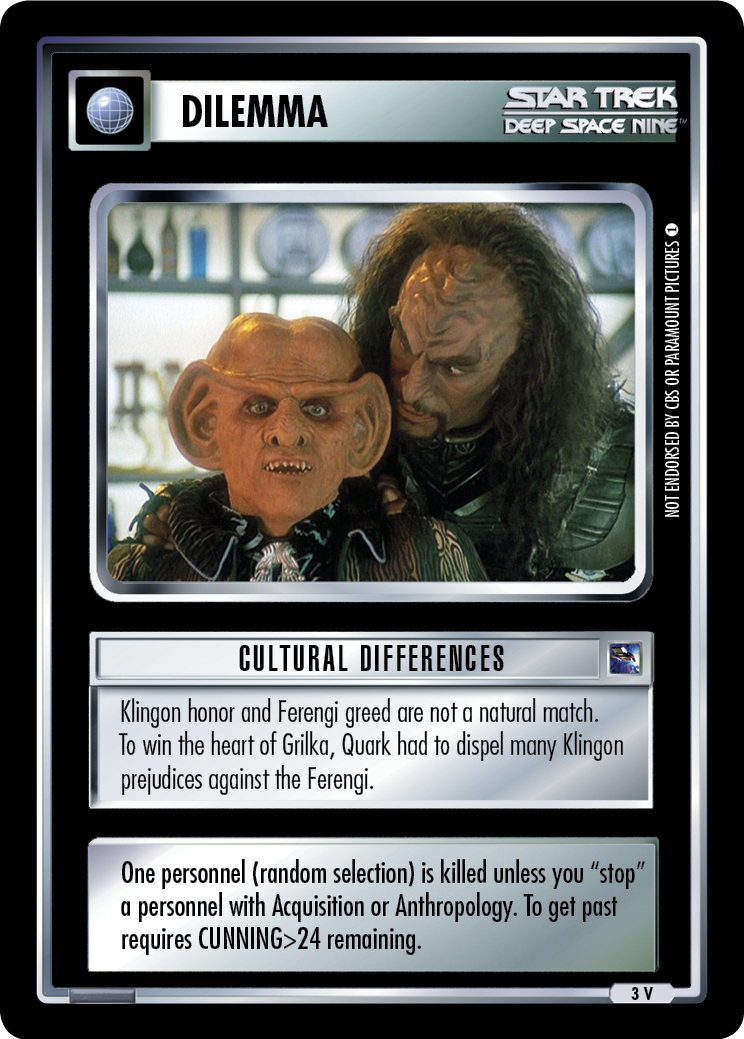 DILEMMA
STAR TREK
DEEP SPACE NINE™
NOT ENDORSED BY CBS OR PARAMOUNT PICTURES 1
CULTURAL DIFFERENCES
Klingon honor and Ferengi greed are not a natural match.
To win the heart of Grilka, Quark had to dispel many Klingon
prejudices against the Ferengi.
One personnel (random selection) is killed unless you “stop”
a personnel with Acquisition or Anthropology. To get past
requires CUNNING>24 remaining.
3 V